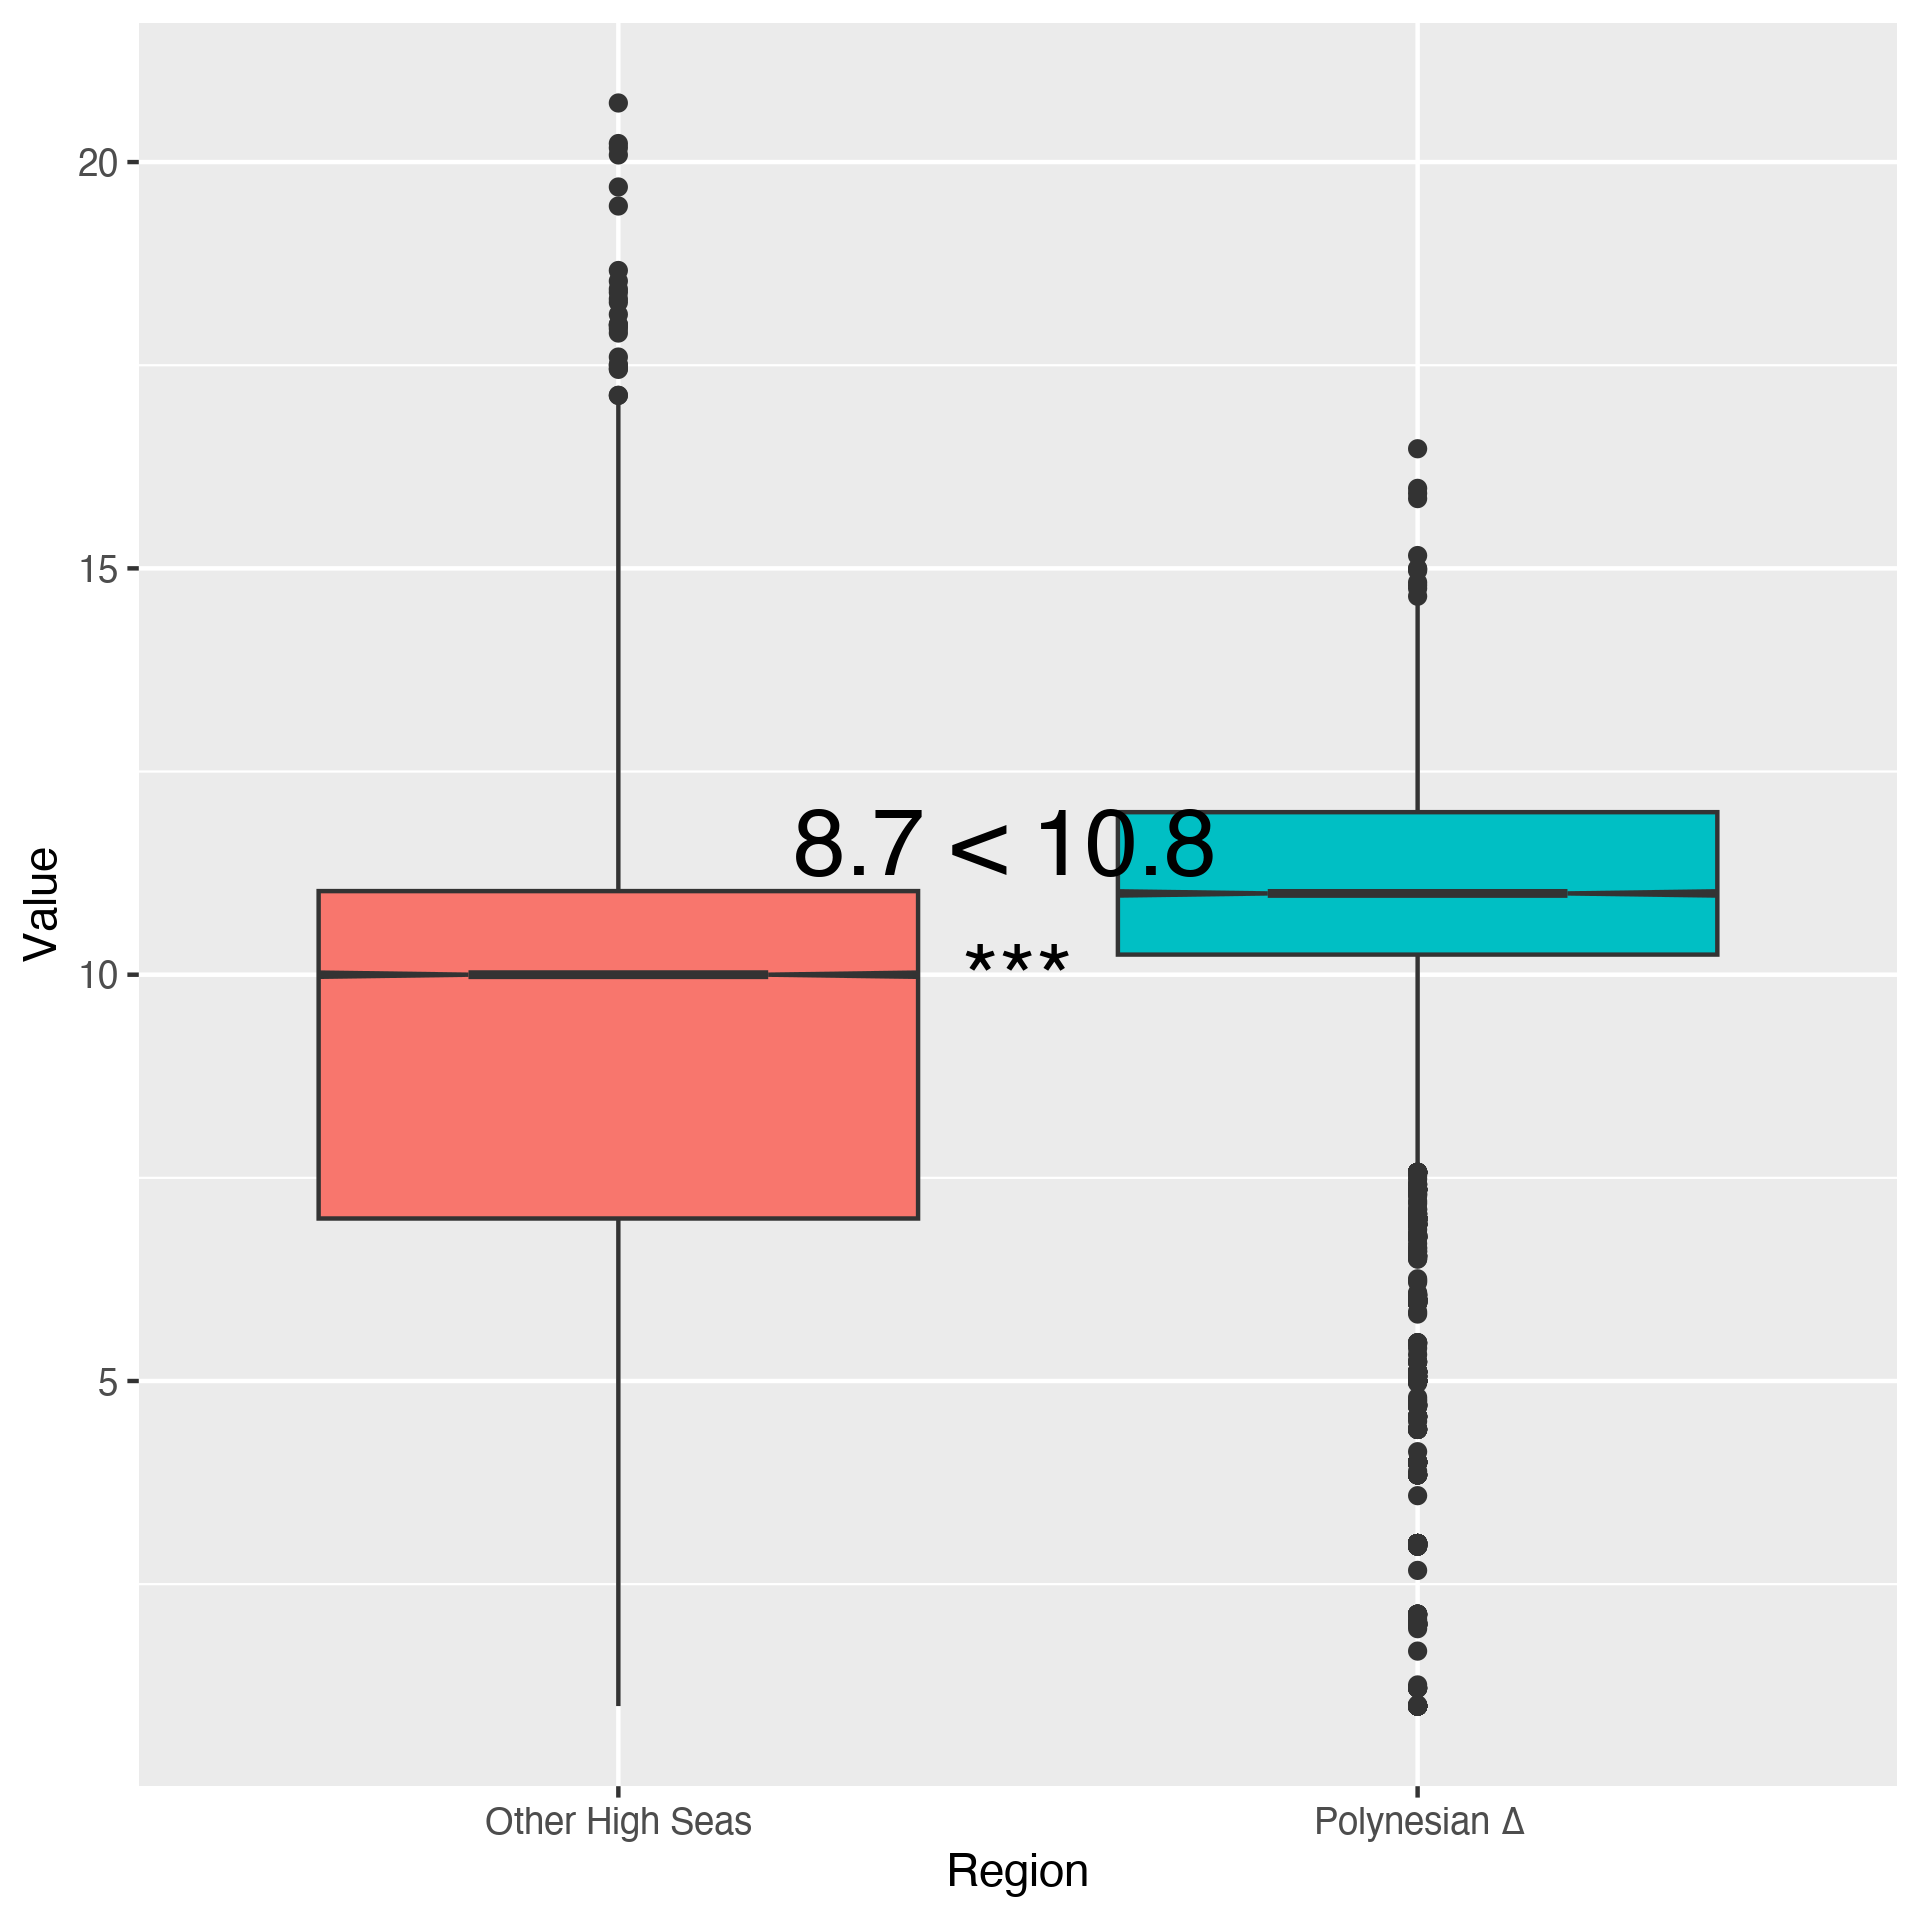 20
15
10
5
Value
8.7 < 10.8
***
Other High Seas
Polynesian Δ
Region